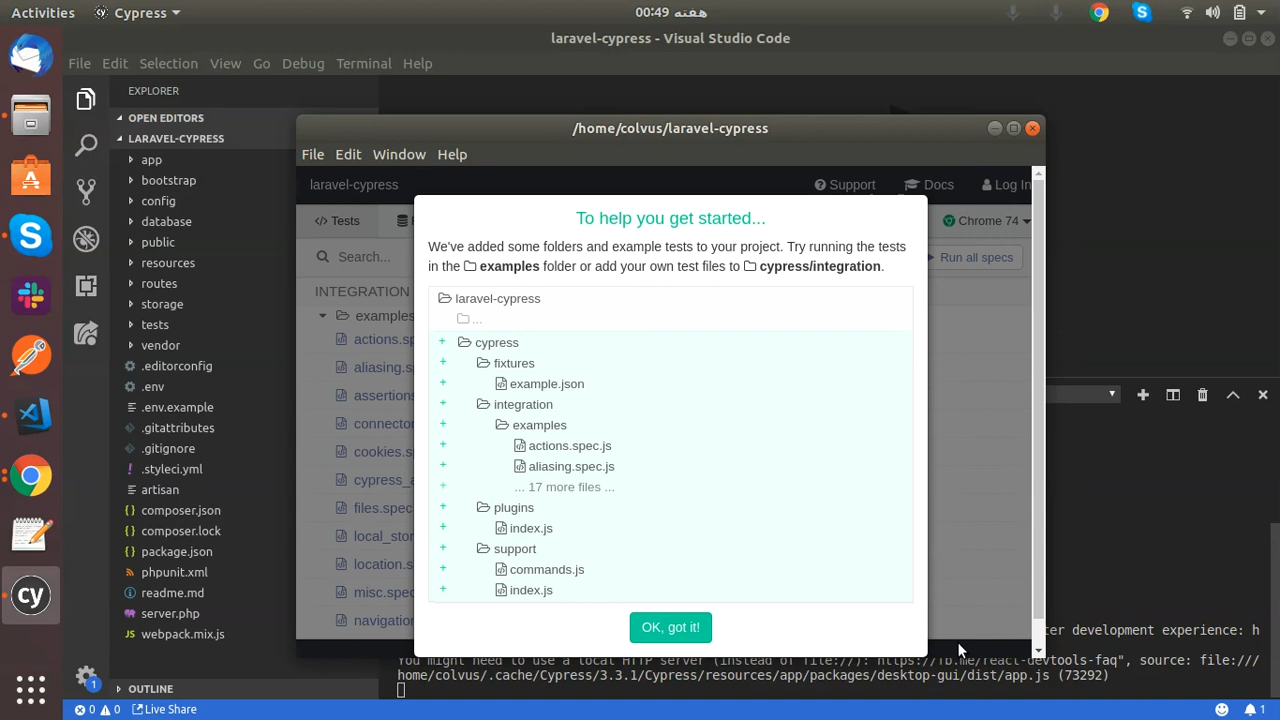 Activities
Cypress
هفته 00:49
laravel-cypress - Visual Studio Code
File Edit Selection View Go Debug Terminal Help
EXPLORER
OPEN EDITORS
LARAVEL-CYPRESS
app
bootstrap
config
database
public
resources
routes
storage
tests
vendor
.editorconfig
.env
.env.example
.gitattributes
.gitignore
.styleci.yml
artisan
composer.json
composer.lock
package.json
phpunit.xml
readme.md
server.php
webpack.mix.js
OUTLINE
/home/colvus/laravel-cypress
File Edit Window Help
laravel-cypress
Support
Docs
Log In
Tests
Chrome 74
Search...
Run all specs
INTEGRATION
examples
actions.sp
aliasing.spe
assertions
connector
cookies.s
cypress_a
files.spec
local_stor
location.s
misc.spec
navigation
To help you get started...
We've added some folders and example tests to your project. Try running the tests
in the examples folder or add your own test files to cypress/integration.
laravel-cypress
...
+ cypress
+ fixtures
+ example.json
+ integration
+ examples
+ actions.spec.js
+ aliasing.spec.js
+ ... 17 more files ...
+ plugins
+ index.js
+ support
+ commands.js
+ index.js
OK, got it!
ter development experience: h
You might need to use a local HTTP server (instead of file://): https://fb.me/react-devtools-faq", source: file:///
home/colvus/.cache/Cypress/3.3.1/Cypress/resources/app/packages/desktop-gui/dist/app.js (73292)
cy
1
0 0 Live Share
1